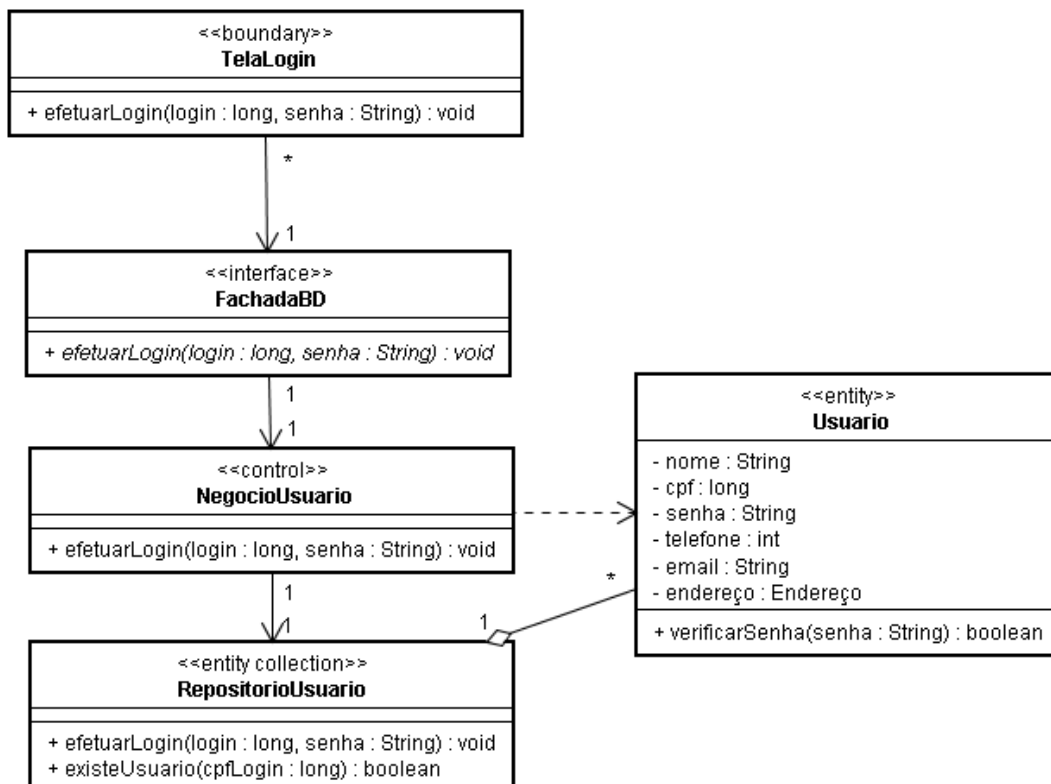 <<boundary>>
TelaLogin
+ efetuarLogin(login : long, senha : String) : void
*
1
<<interface>>
FachadaBD
+ efetuarLogin(login : long, senha : String) : void
1
1
<<control>>
NegocioUsuario
+ efetuarLogin(login : long, senha : String) : void
1
1
<<entity collection>>
RepositorioUsuario
+ efetuarLogin(login : long, senha : String) : void
+ existeUsuario(cpfLogin : long) : boolean
1
*
<<entity>>
Usuario
- nome : String
- cpf : long
- senha : String
- telefone : int
- email : String
- endereço : Endereço
+ verificarSenha(senha : String) : boolean